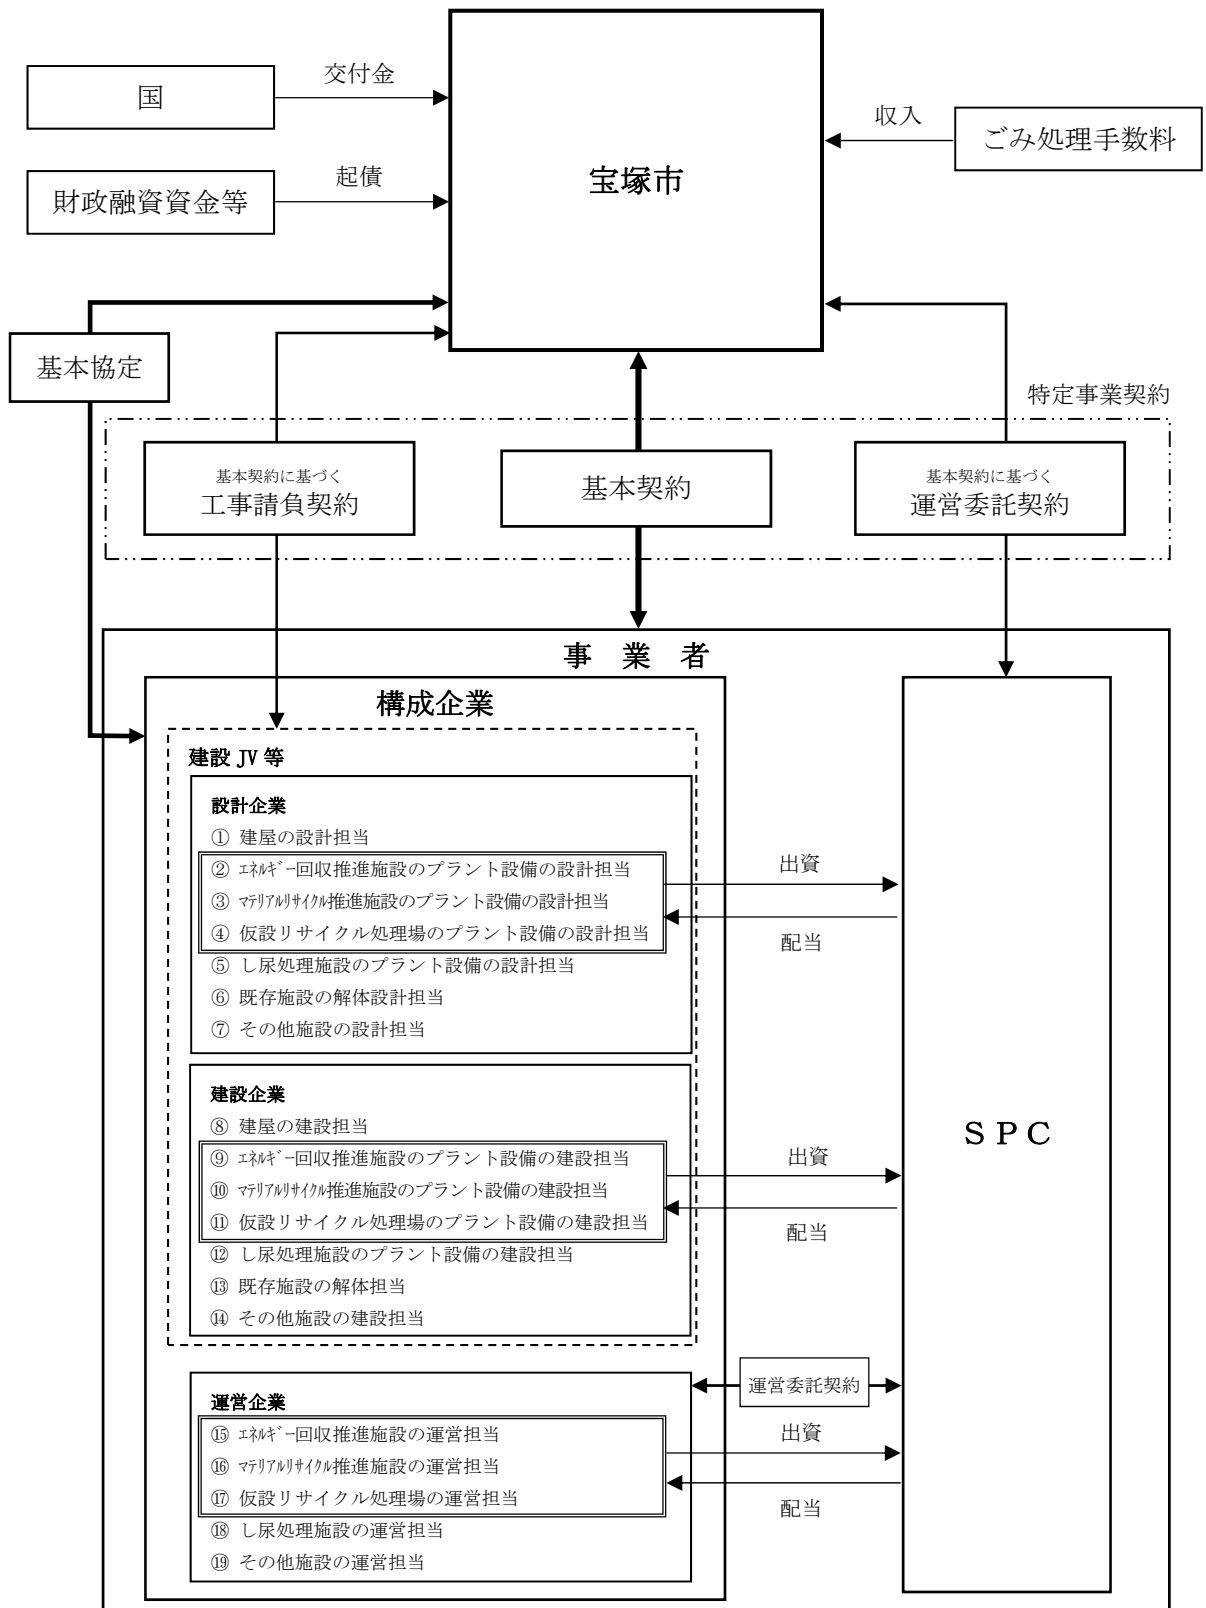 国
交付金
財政融資資金等
起債
宝塚市
収入
ごみ処理手数料
基本協定
特定事業契約
基本契約に基づく
工事請負契約
基本契約
基本契約に基づく
運営委託契約
事 業 者
構成企業
建設 JV 等
設計企業
① 建屋の設計担当
② エネルギー回収推進施設のプラント設備の設計担当
③ マテリアルリサイクル推進施設のプラント設備の設計担当
④ 仮設リサイクル処理場のプラント設備の設計担当
⑤ し尿処理施設のプラント設備の設計担当
⑥ 既存施設の解体設計担当
⑦ その他施設の設計担当
出資
配当
建設企業
⑧ 建屋の建設担当
⑨ エネルギー回収推進施設のプラント設備の建設担当
⑩ マテリアルリサイクル推進施設のプラント設備の建設担当
⑪ 仮設リサイクル処理場のプラント設備の建設担当
⑫ し尿処理施設のプラント設備の建設担当
⑬ 既存施設の解体担当
⑭ その他施設の建設担当
出資
配当
SPC
運営企業
⑮ エネルギー回収推進施設の運営担当
⑯ マテリアルリサイクル推進施設の運営担当
⑰ 仮設リサイクル処理場の運営担当
⑱ し尿処理施設の運営担当
⑲ その他施設の運営担当
運営委託契約
出資
配当